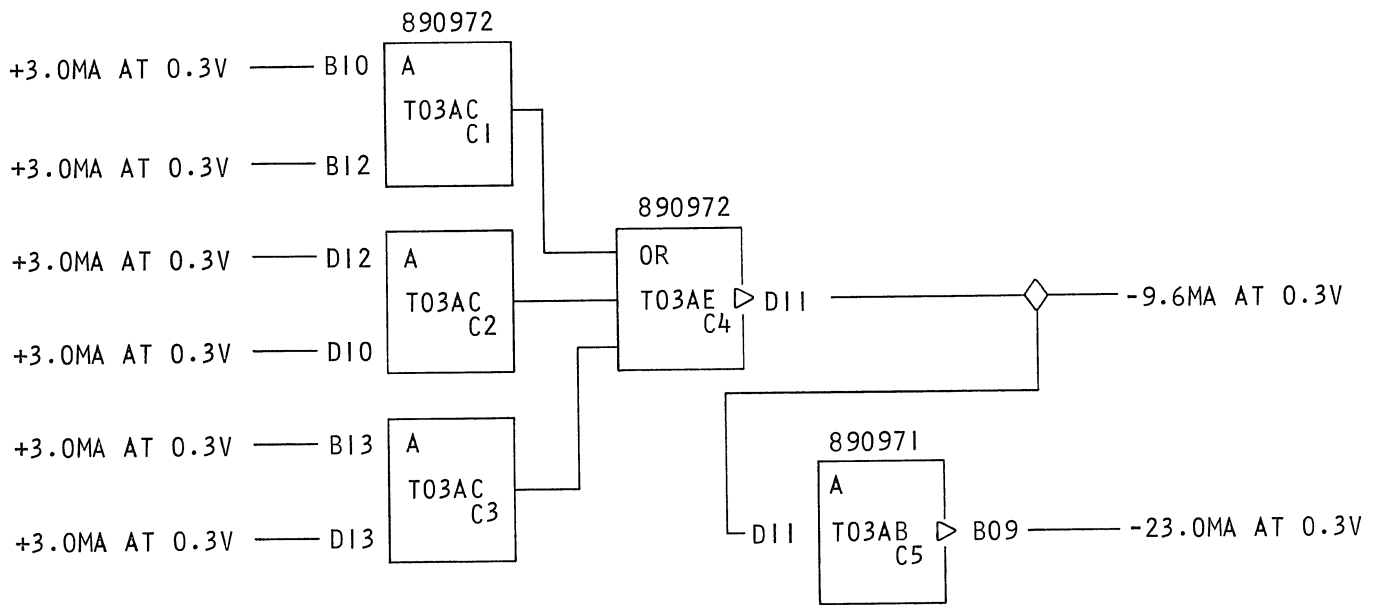 890972
+3.0MA AT 0.3V B10 A
T03AC
C1
+3.0MA AT 0.3V B12
890972
+3.0MA AT 0.3V D12 A
OR
T03AC
C2
T03AE D11
C4
-9.6MA AT 0.3V
+3.0MA AT 0.3V D10
+3.0MA AT 0.3V B13 A
890971
T03AC
C3
A
+3.0MA AT 0.3V D13
D11 T03AB B09 -23.0MA AT 0.3V
C5